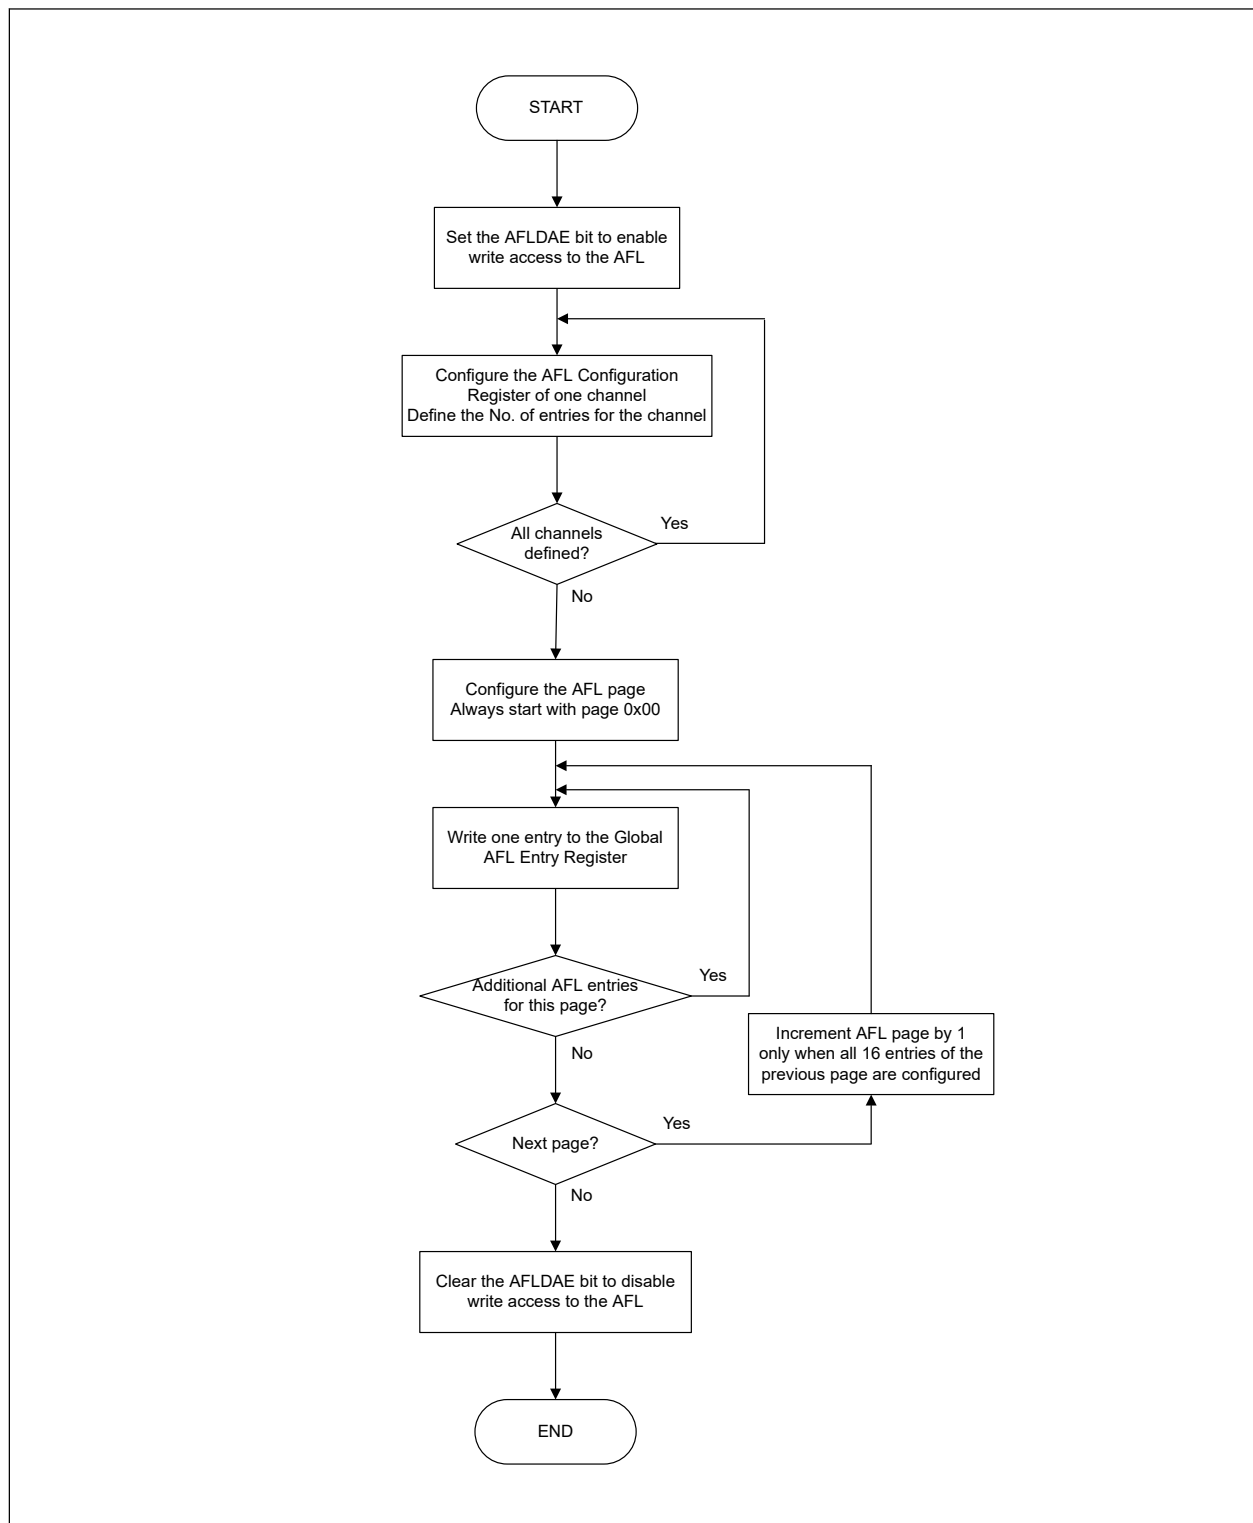 START
Set the AFLDAE bit to enable
write access to the AFL
Configure the AFL Configuration
Register of one channel
Define the No. of entries for the channel
All channels
defined?
Yes
No
Configure the AFL page
Always start with page 0x00
Write one entry to the Global
AFL Entry Register
Additional AFL entries
for this page?
Yes
No
Increment AFL page by 1
only when all 16 entries of the
previous page are configured
Next page?
Yes
No
Clear the AFLDAE bit to disable
write access to the AFL
END